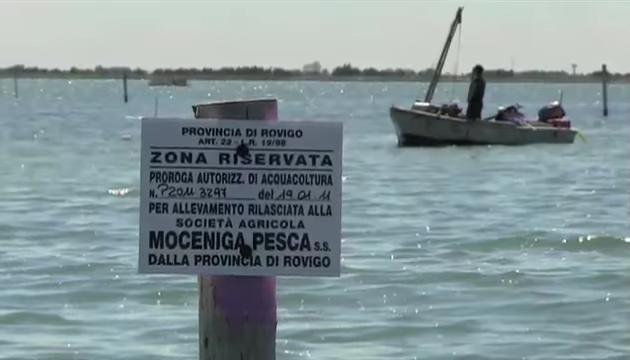 PROVINCIA DI ROVIGO
ART. 22 - L.R. 19/98
ZONA RISERVATA
PROROGA AUTORIZZ. DI ACQUACOLTURA
N. P2011 3297 del 19.01.11
PER ALLEVAMENTO RILASCIATA ALLA
SOCIETÀ AGRICOLA
MOCENIGA PESCA S.S.
DALLA PROVINCIA DI ROVIGO